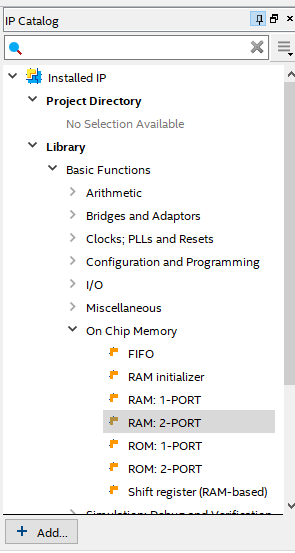 IP Catalog
Installed IP
Project Directory
No Selection Available
Library
Basic Functions
Arithmetic
Bridges and Adaptors
Clocks; PLLs and Resets
Configuration and Programming
I/O
Miscellaneous
On Chip Memory
FIFO
RAM initializer
RAM: 1-PORT
RAM: 2-PORT
ROM: 1-PORT
ROM: 2-PORT
Shift register (RAM-based)
Simulation; Debug and Verification
+ Add...